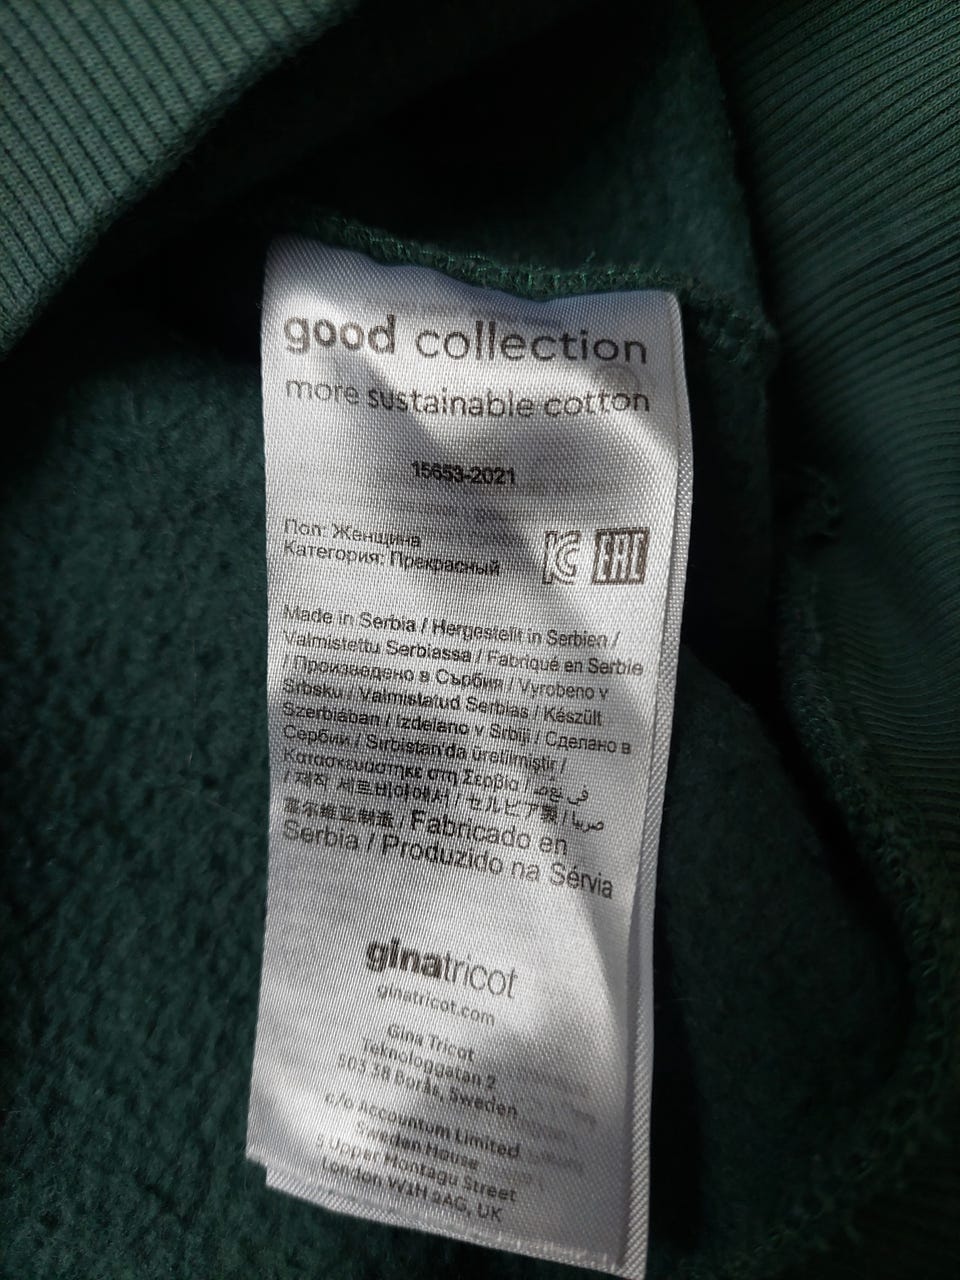 good collection
more sustainable cotton
15653-2021
Пол: Женщина
Категория: Прекрасный
EAC
Made in Serbia / Hergestellt in Serbien /
Valmistettu Serbiassa / Fabriqué en Serbie
/ Произведено в Сърбия / Vyrobeno v
Srbsku / Valmistatud Serbias / Készült
Szerbiában / Izdelano v Srbiji / Сделано в
Сербии / Sırbistan'da üretilmiştir /
Κατασκευάστηκε στη Σερβία /
/ 세르비아에서 / セルビア製 / صربيا
塞尔维亚制造 / Fabricado en
Serbia / Produzido na Sérvia
ginatricot
ginatricot.com
Gina Tricot
Teknologgatan 2
503 38 Borås, Sweden
c/o Accountum Limited
Sweden House
5 Upper Montagu Street
London W1H 2AG, UK